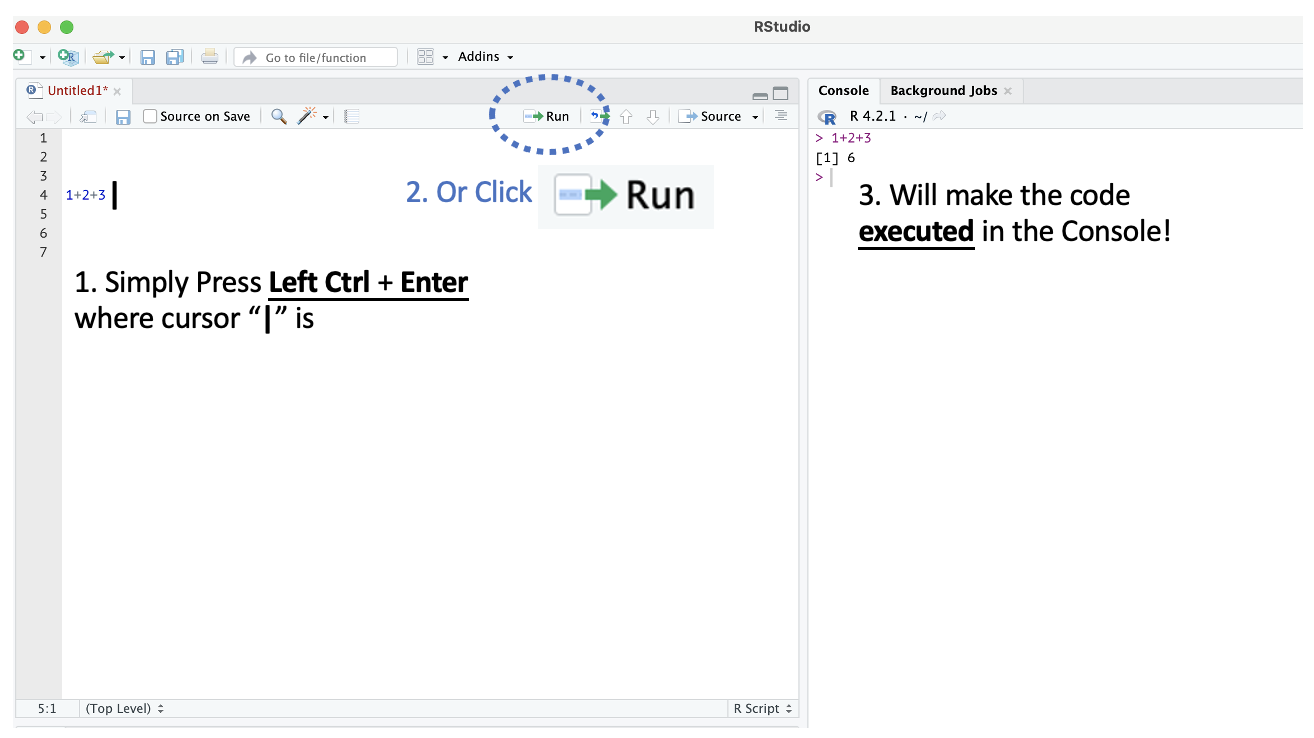 RStudio
Go to file/function
Addins
Untitled1*
Source on Save
Run
Source
1
2
3
4 1+2+3
5
6
7
2. Or Click Run
1. Simply Press Left Ctrl + Enter
where cursor “|” is
5:1 (Top Level) R Script
Console Background Jobs
R 4.2.1 · ~/
> 1+2+3
[1] 6
>
3. Will make the code
executed in the Console!